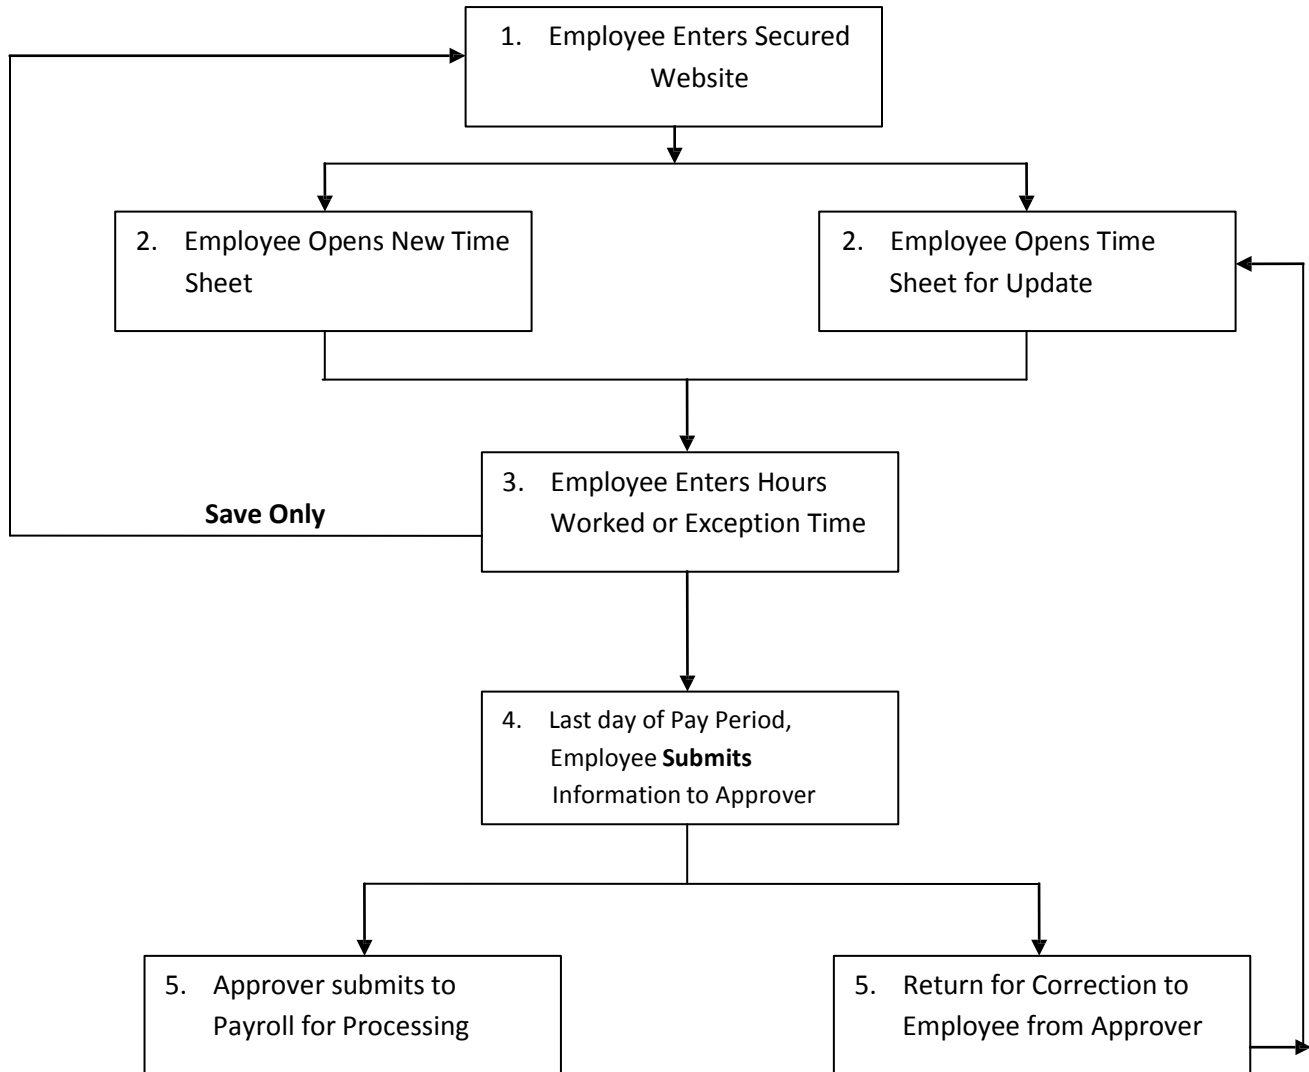 1. Employee Enters Secured
Website
2. Employee Opens New Time
Sheet
2. Employee Opens Time
Sheet for Update
3. Employee Enters Hours
Worked or Exception Time
Save Only
4. Last day of Pay Period,
Employee Submits
Information to Approver
5. Approver submits to
Payroll for Processing
5. Return for Correction to
Employee from Approver